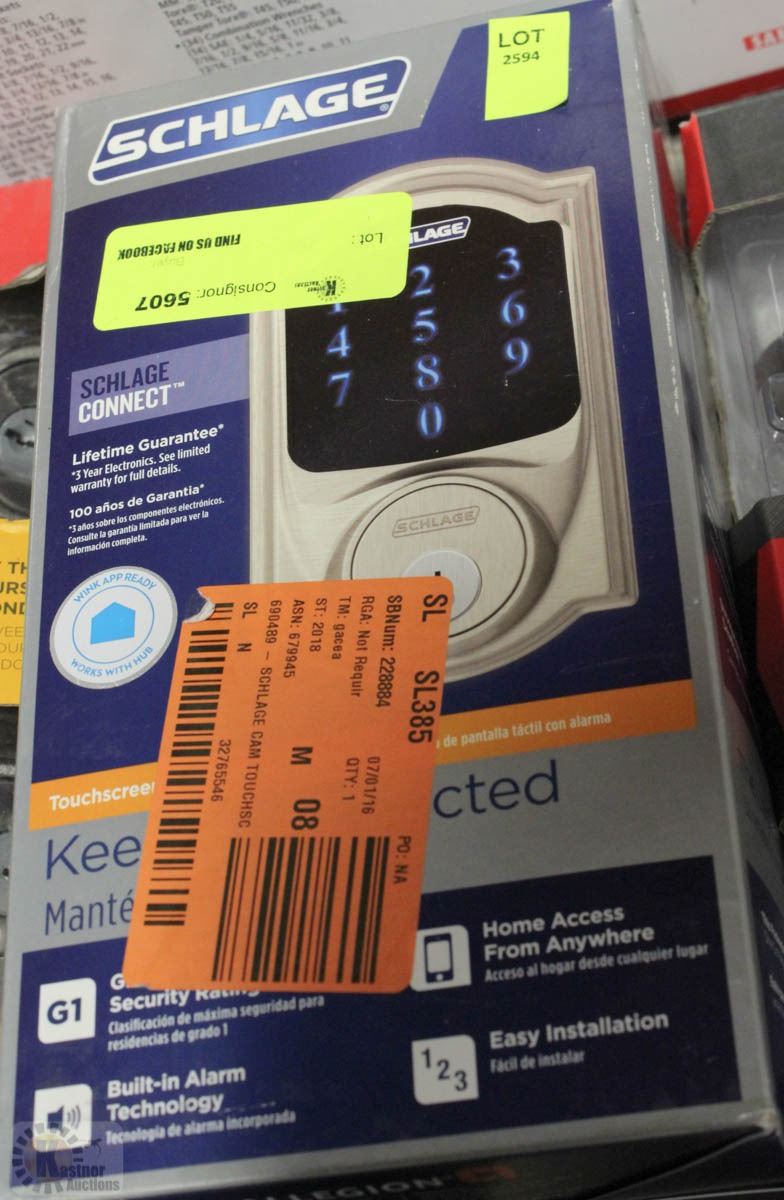 SCHLAGE
LOT
2594
Lot:
FIND US ON FACEBOOK
Buyer
Consignor: 5607
Kastner
Auctions
LAGE
2 3
4 5 6
7 8 9
0
SCHLAGE
CONNECT™
Lifetime Guarantee*
*3 Year Electronics. See limited
warranty for full details.
100 años de Garantia*
*3 años sobre los componentes electrónicos.
Consulte la garantía limitada para ver la
información completa.
SCHLAGE
WINK APP READY
WORKS WITH HUB
SL SL385
SBNum: 228884 07/01/16 PO: NA
RGA: Not Requir QTY: 1
TM: gacea
ST: 2018
ASN: 679945 M 08
690489 - SCHLAGE CAM TOUCHSC
SL N 32765546
Touchscreen
de pantalla táctil con alarma
Kee cted
Manté
G1
Security Rating
Clasificación de máxima seguridad para
residencias de grado 1
Home Access
From Anywhere
Acceso al hogar desde cualquier lugar
Built-in Alarm
Technology
Tecnología de alarma incorporada
1 2 3
Easy Installation
Fácil de instalar
Kastner
Auctions